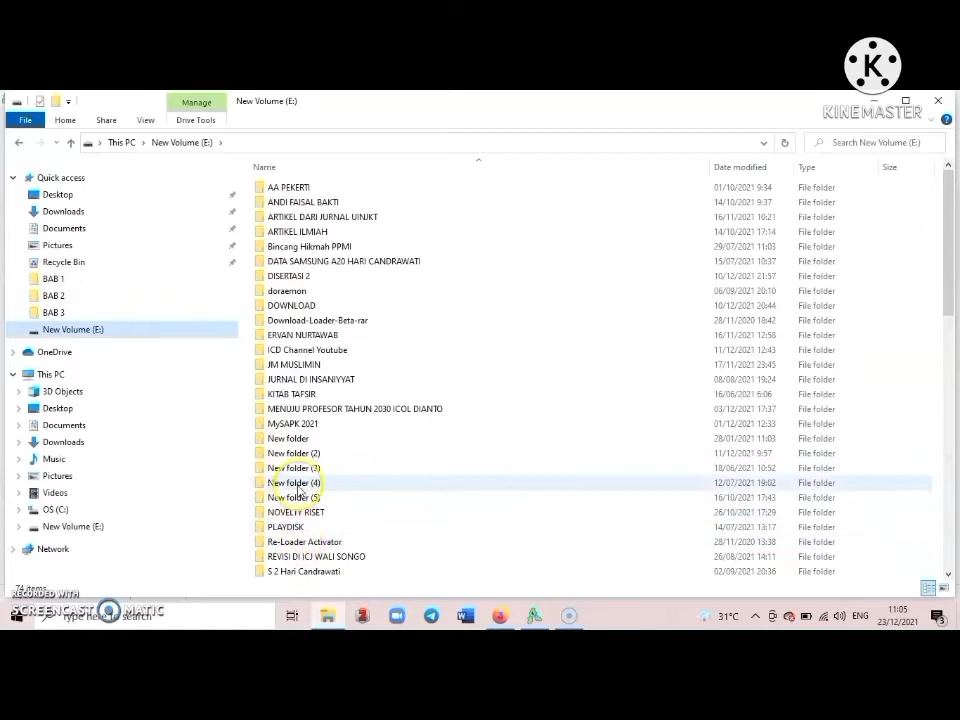 K
KINEMASTER
Manage
New Volume (E:)
File
Home
Share
View
Drive Tools
This PC
New Volume (E:)
Search New Volume (E:)
Name
Date modified
Type
Size
Quick access
Desktop
Downloads
Documents
Pictures
Recycle Bin
BAB 1
BAB 2
BAB 3
New Volume (E:)
OneDrive
This PC
3D Objects
Desktop
Documents
Downloads
Music
Pictures
Videos
OS (C:)
New Volume (E:)
Network
AA PEKERTI 01/10/2021 9:34 File folder
ANDI FAISAL BAKTI 14/10/2021 9:37 File folder
ARTIKEL DARI JURNAL UINJKT 16/11/2021 10:21 File folder
ARTIKEL ILMIAH 14/10/2021 17:14 File folder
Bincang Hikmah PPMI 29/07/2021 11:03 File folder
DATA SAMSUNG A20 HARI CANDRAWATI 15/07/2021 10:37 File folder
DISERTASI 2 10/12/2021 21:57 File folder
doraemon 06/09/2021 20:10 File folder
DOWNLOAD 10/12/2021 20:44 File folder
Download-Loader-Beta-rar 28/11/2020 18:42 File folder
ERVAN NURTAWAB 16/11/2021 12:58 File folder
ICD Channel Youtube 11/12/2021 12:43 File folder
JM MUSLIMIN 17/11/2021 23:45 File folder
JURNAL DI INSANIYYAT 08/08/2021 19:24 File folder
KITAB TAFSIR 16/06/2021 6:06 File folder
MENUJU PROFESOR TAHUN 2030 ICOL DIANTO 03/12/2021 17:37 File folder
MySAPK 2021 01/12/2021 12:33 File folder
New folder 28/01/2021 11:03 File folder
New folder (2) 11/12/2021 9:57 File folder
New folder (3) 18/06/2021 10:52 File folder
New folder (4) 12/07/2021 19:02 File folder
New folder (5) 16/10/2021 17:43 File folder
NOVELTY RISET 26/10/2021 17:29 File folder
PLAYDISK 14/07/2021 13:17 File folder
Re-Loader Activator 28/11/2020 13:38 File folder
REVISI DI ICJ WALI SONGO 26/08/2021 14:11 File folder
S 2 Hari Candrawati 02/09/2021 20:36 File folder
74 items
RECORDED WITH
SCREENCAST MATIC
Type here to search
31°C
ENG
11:05
23/12/2021
3